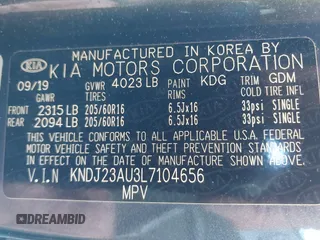 MANUFACTURED IN KOREA BY
KIA KIA MOTORS CORPORATION
09/19 GVWR 4023 LB PAINT KDG TRIM GDM
GAWR TIRES RIMS COLD TIRE INFL
FRONT 2315 LB 205/60R16 6.5Jx16 33psi SINGLE
REAR 2094 LB 205/60R16 6.5Jx16 33psi SINGLE
THIS VEHICLE CONFORMS TO ALL APPLICABLE
U.S. FEDERAL MOTOR VEHICLE SAFETY
STANDARDS IN EFFECT ON THE DATE OF
MANUFACTURE SHOWN ABOVE.
V.I.N KNDJ23AU3L7104656
MPV
DREAMBID